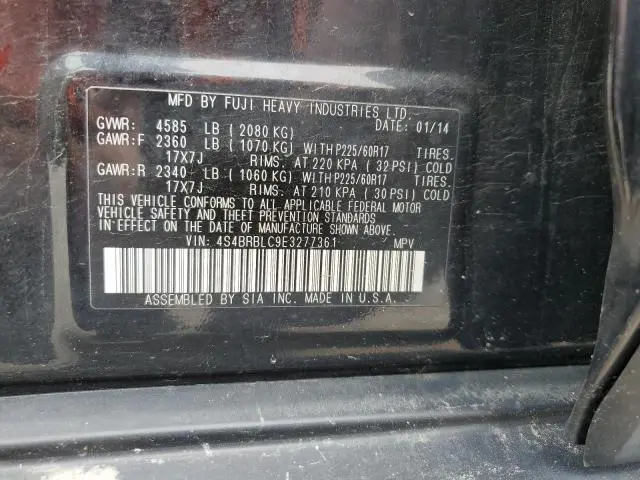 MFD BY FUJI HEAVY INDUSTRIES LTD.
GVWR: 4585 LB (2080 KG) DATE: 01/14
GAWR:F 2360 LB (1070 KG) WITH P225/60R17 TIRES.
17X7J RIMS. AT 220 KPA (32 PSI) COLD
GAWR:R 2340 LB (1060 KG) WITH P225/60R17 TIRES.
17X7J RIMS. AT 210 KPA (30 PSI) COLD
THIS VEHICLE CONFORMS TO ALL APPLICABLE FEDERAL MOTOR
VEHICLE SAFETY AND THEFT PREVENTION STANDARDS
IN EFFECT ON THE DATE OF MANUFACTURE SHOWN ABOVE.
VIN: 4S4BRBLC9E3277361 MPV
ASSEMBLED BY SIA INC. MADE IN U.S.A.